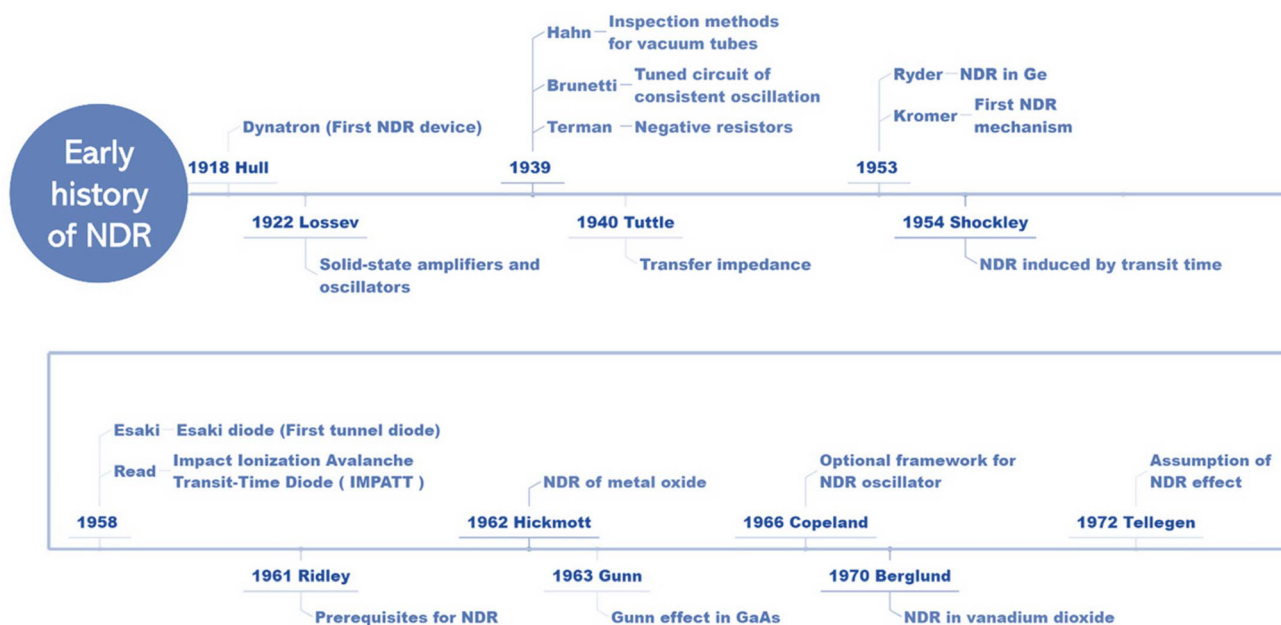 Early
history
of NDR
Dynatron (First NDR device)
1918 Hull
1922 Lossev
Solid-state amplifiers and
oscillators
Hahn
Inspection methods
for vacuum tubes
Brunetti
Tuned circuit of
consistent oscillation
Terman
Negative resistors
1939
1940 Tuttle
Transfer impedance
Ryder
NDR in Ge
Kromer
First NDR
mechanism
1953
1954 Shockley
NDR induced by transit time
Esaki
Esaki diode (First tunnel diode)
Read
Impact Ionization Avalanche
Transit-Time Diode ( IMPATT )
1958
1961 Ridley
Prerequisites for NDR
NDR of metal oxide
1962 Hickmott
1963 Gunn
Gunn effect in GaAs
Optional framework for
NDR oscillator
1966 Copeland
1970 Berglund
NDR in vanadium dioxide
Assumption of
NDR effect
1972 Tellegen